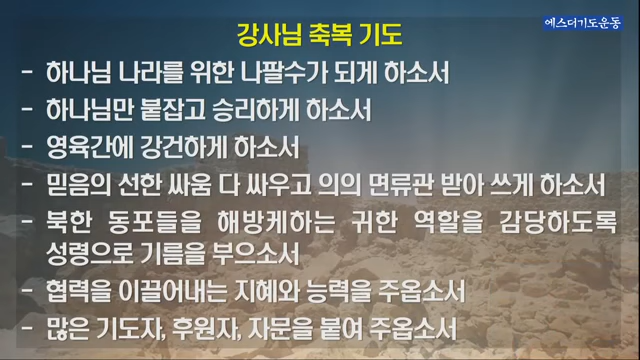 강사님 축복 기도
에스더기도운동
- 하나님 나라를 위한 나팔수가 되게 하소서
- 하나님만 붙잡고 승리하게 하소서
- 영육간에 강건하게 하소서
- 믿음의 선한 싸움 다 싸우고 의의 면류관 받아 쓰게 하소서
- 북한 동포들을 해방케하는 귀한 역할을 감당하도록
성령으로 기름을 부으소서
- 협력을 이끌어내는 지혜와 능력을 주옵소서
- 많은 기도자, 후원자, 자문을 붙여 주옵소서